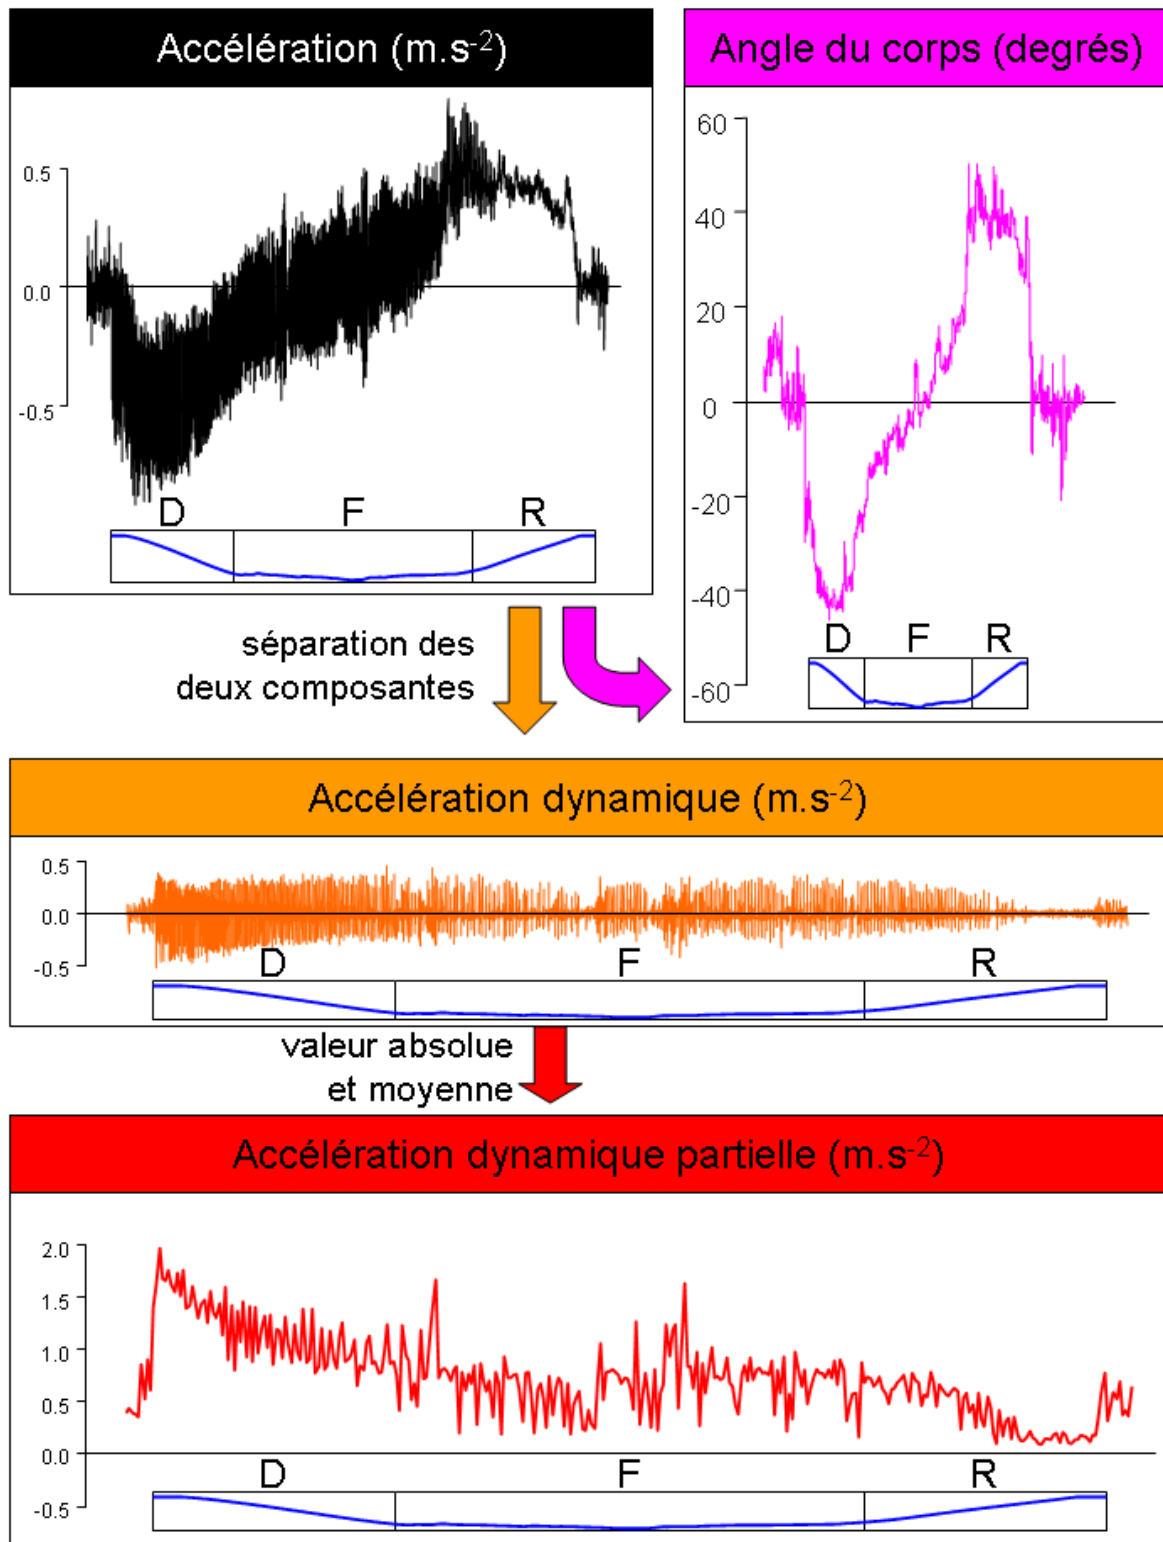 Accélération (m.s-2)
0.5
0.0
-0.5
D F R
Angle du corps (degrés)
60
40
20
0
-20
-40
-60
D F R
séparation des
deux composantes
Accélération dynamique (m.s-2)
0.5
0.0
-0.5
D F R
valeur absolue
et moyenne
Accélération dynamique partielle (m.s-2)
2.0
1.5
1.0
0.5
0.0
-0.5
D F R